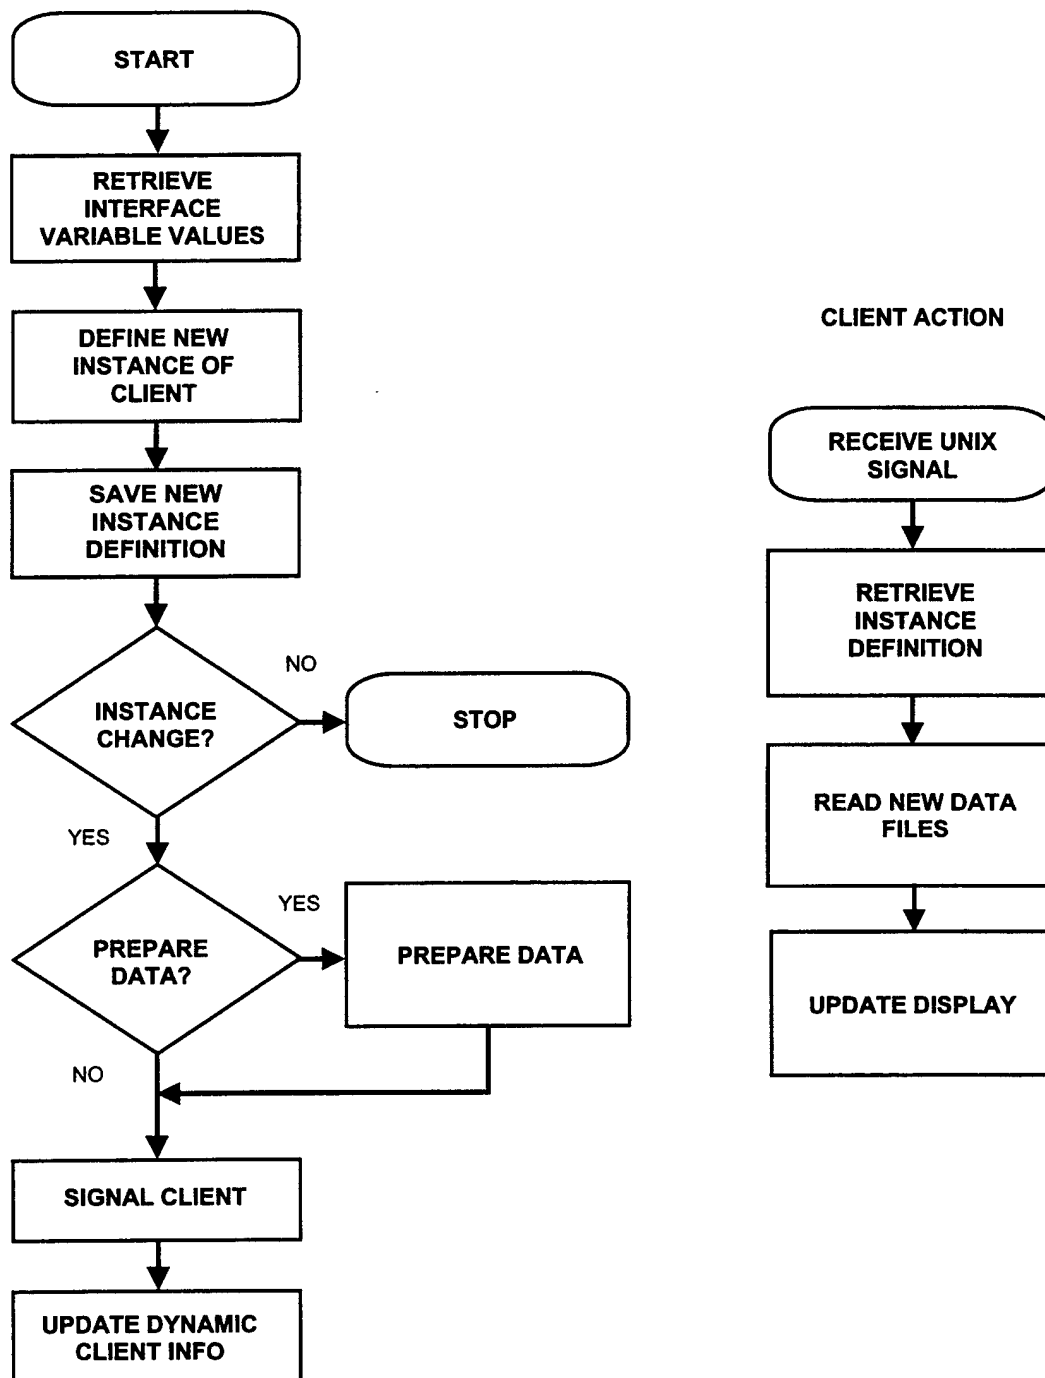 START
RETRIEVE
INTERFACE
VARIABLE VALUES
DEFINE NEW
INSTANCE OF
CLIENT
SAVE NEW
INSTANCE
DEFINITION
INSTANCE
CHANGE?
NO
STOP
YES
PREPARE
DATA?
YES
PREPARE DATA
NO
SIGNAL CLIENT
UPDATE DYNAMIC
CLIENT INFO
CLIENT ACTION
RECEIVE UNIX
SIGNAL
RETRIEVE
INSTANCE
DEFINITION
READ NEW DATA
FILES
UPDATE DISPLAY